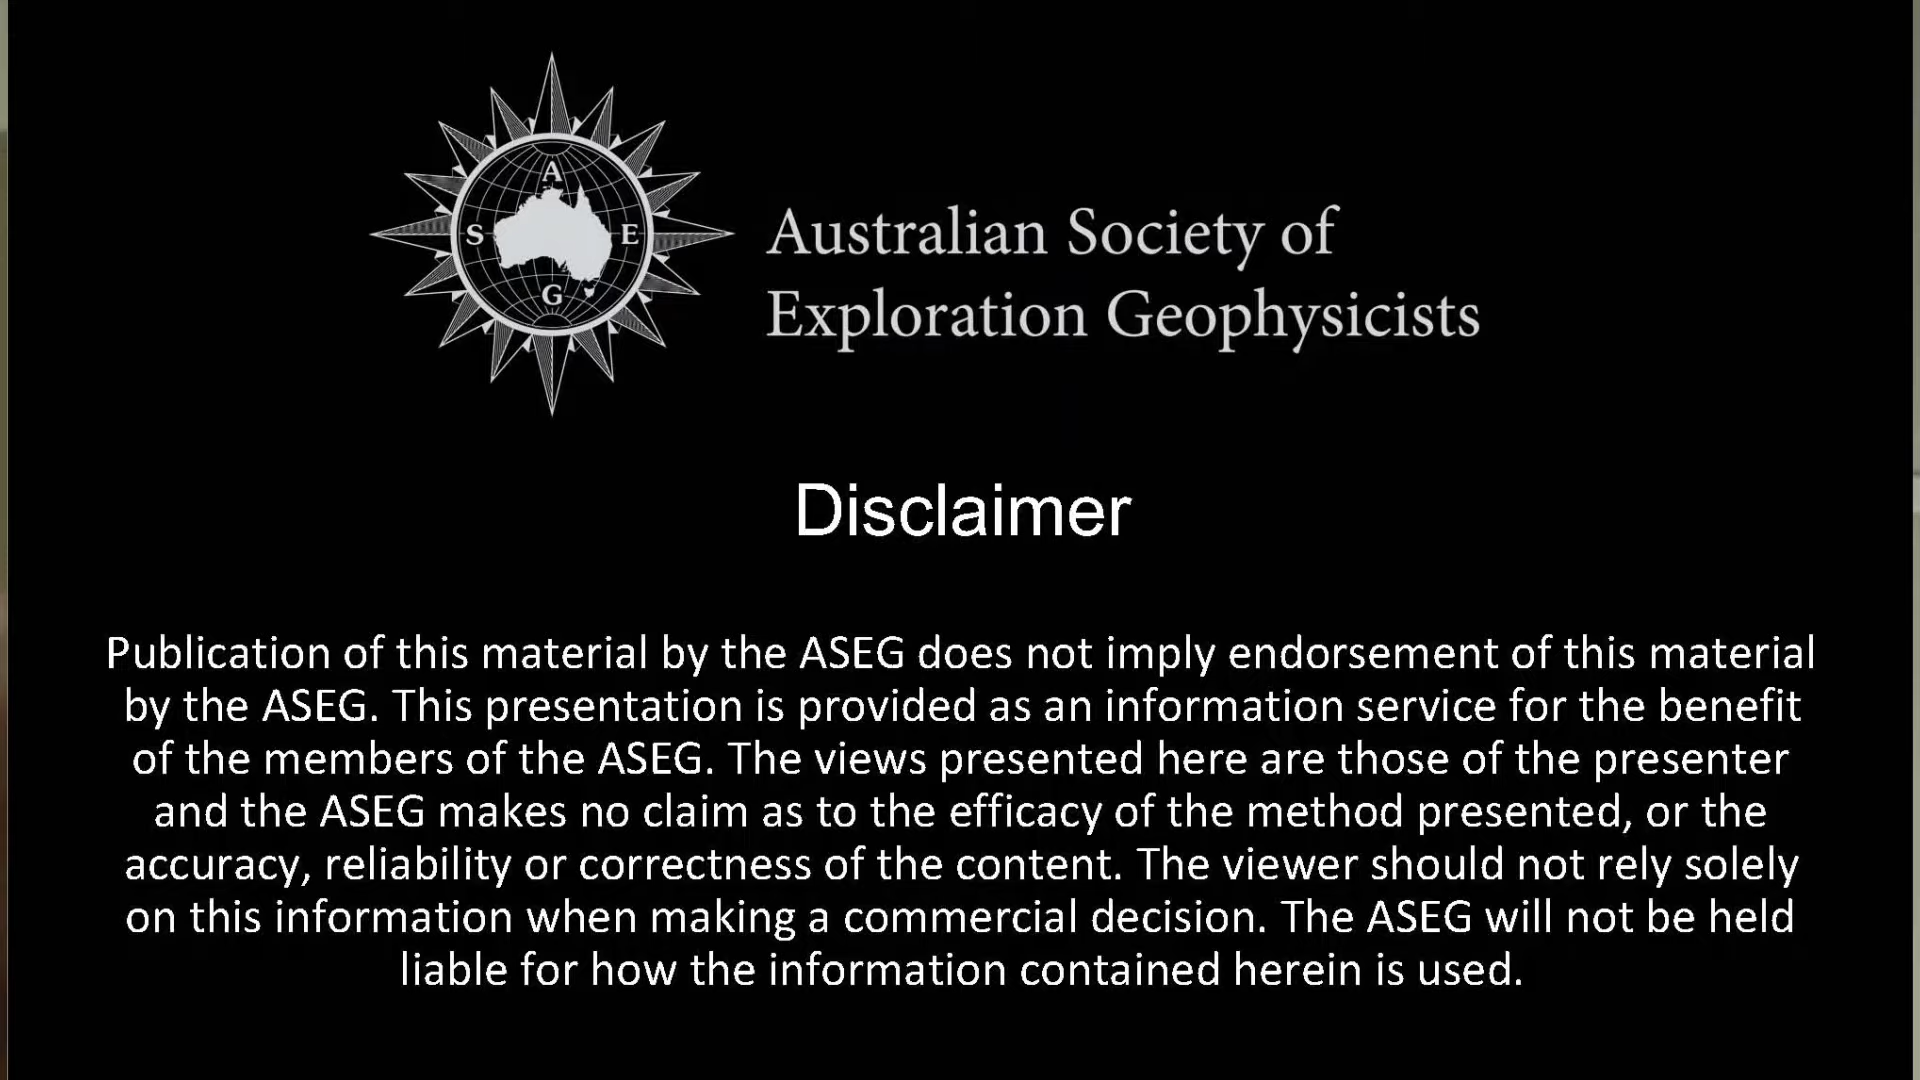 A
S E
G
Australian Society of
Exploration Geophysicists
Disclaimer
Publication of this material by the ASEG does not imply endorsement of this material
by the ASEG. This presentation is provided as an information service for the benefit
of the members of the ASEG. The views presented here are those of the presenter
and the ASEG makes no claim as to the efficacy of the method presented, or the
accuracy, reliability or correctness of the content. The viewer should not rely solely
on this information when making a commercial decision. The ASEG will not be held
liable for how the information contained herein is used.